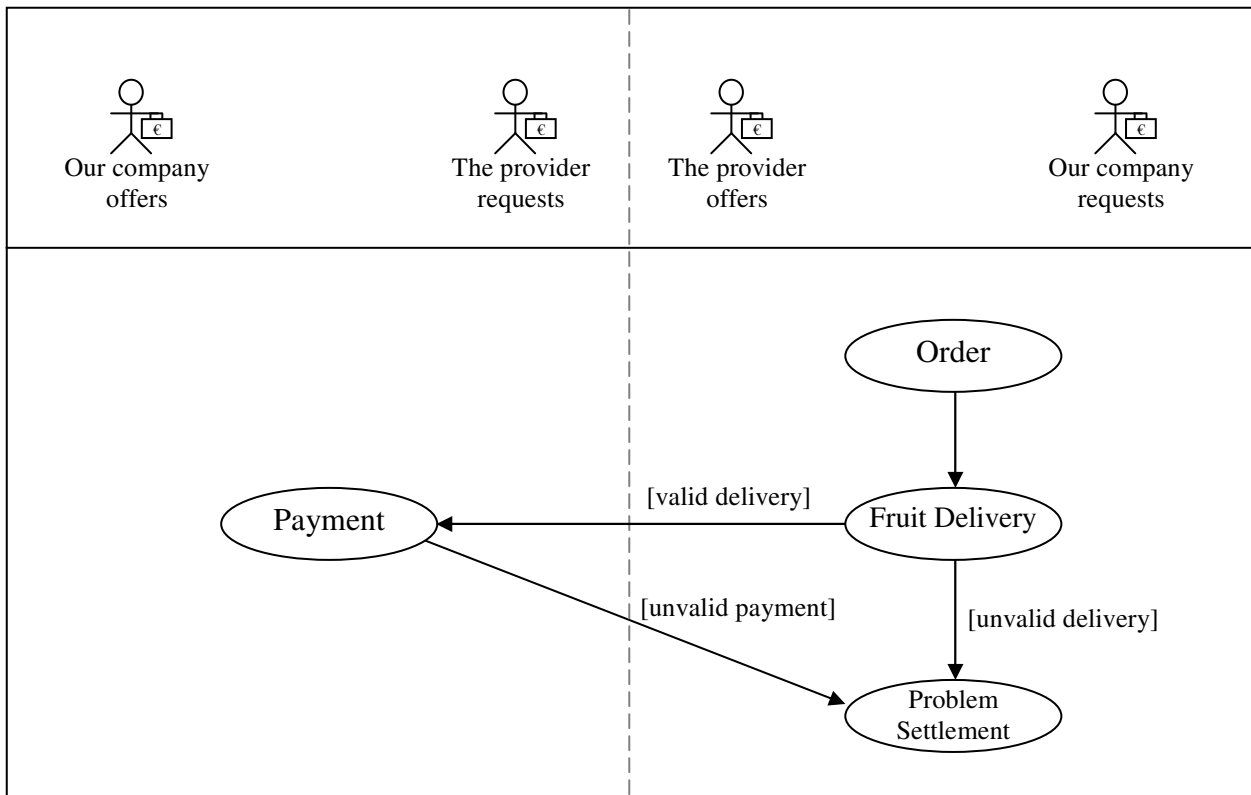 €
€
€
€
Our company
offers
The provider
requests
The provider
offers
Our company
requests
Order
[valid delivery]
Payment
Fruit Delivery
[unvalid payment]
[unvalid delivery]
Problem
Settlement